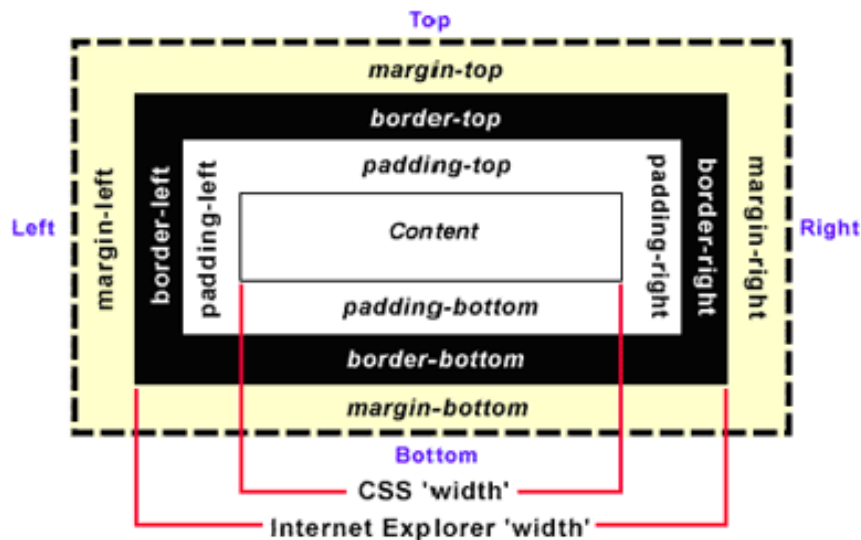 Top
margin-top
border-top
padding-top
Left
margin-left
border-left
padding-left
Content
padding-right
border-right
margin-right
Right
padding-bottom
border-bottom
margin-bottom
Bottom
CSS 'width'
Internet Explorer 'width'